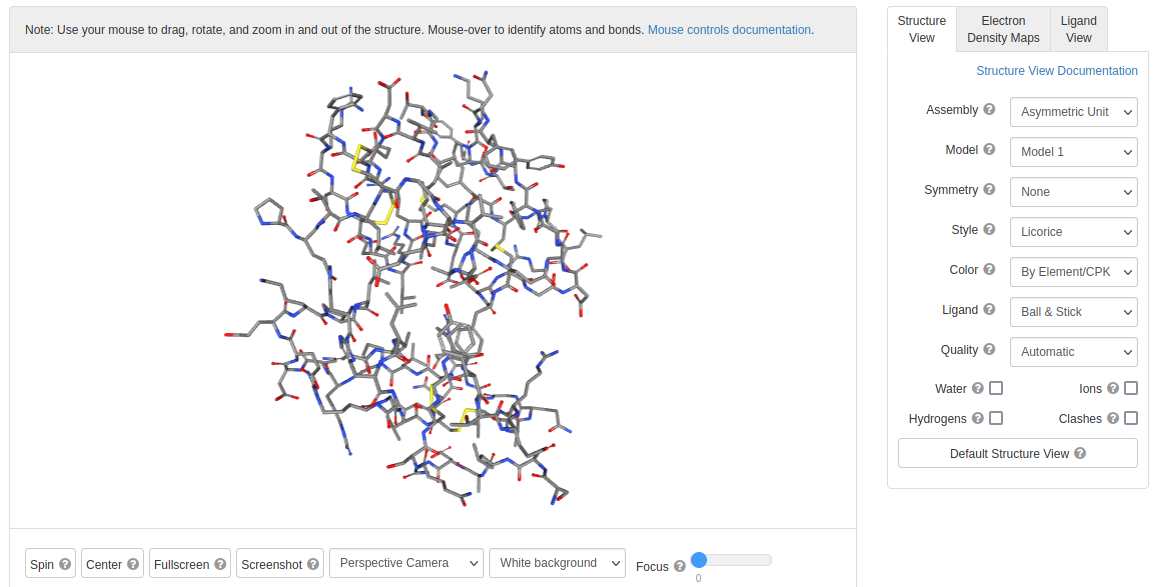 Note: Use your mouse to drag, rotate, and zoom in and out of the structure. Mouse-over to identify atoms and bonds. Mouse controls documentation.
Structure View
Electron Density Maps
Ligand View
Structure View Documentation
Assembly ? Asymmetric Unit
Model ? Model 1
Symmetry ? None
Style ? Licorice
Color ? By Element/CPK
Ligand ? Ball & Stick
Quality ? Automatic
Water ? Ions ?
Hydrogens ? Clashes ?
Default Structure View ?
Spin ? Center ? Fullscreen ? Screenshot ? Perspective Camera White background Focus ?
0